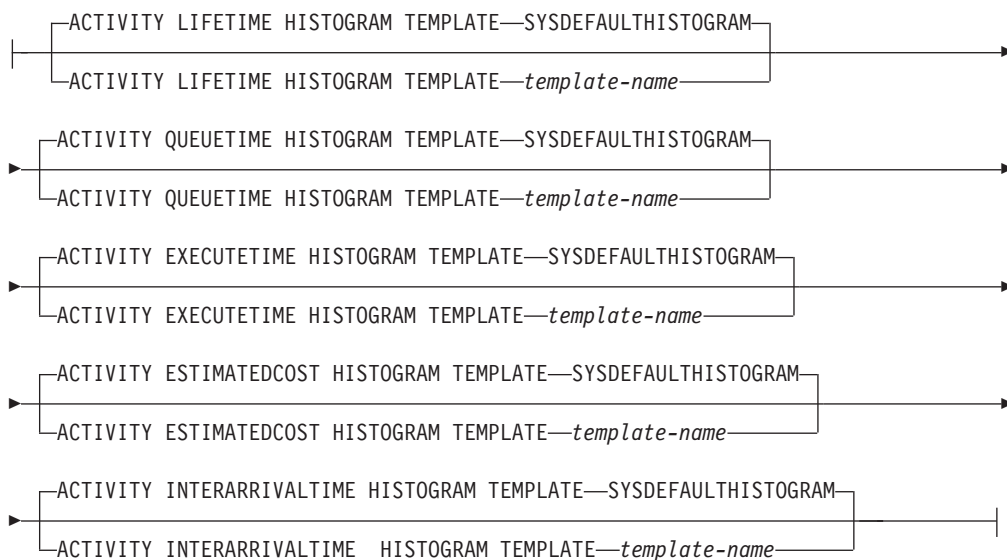 ACTIVITY LIFETIME HISTOGRAM TEMPLATE—SYSDEFAULTHISTOGRAM
ACTIVITY LIFETIME HISTOGRAM TEMPLATE—template-name
ACTIVITY QUEUETIME HISTOGRAM TEMPLATE—SYSDEFAULTHISTOGRAM
ACTIVITY QUEUETIME HISTOGRAM TEMPLATE—template-name
ACTIVITY EXECUTETIME HISTOGRAM TEMPLATE—SYSDEFAULTHISTOGRAM
ACTIVITY EXECUTETIME HISTOGRAM TEMPLATE—template-name
ACTIVITY ESTIMATEDCOST HISTOGRAM TEMPLATE—SYSDEFAULTHISTOGRAM
ACTIVITY ESTIMATEDCOST HISTOGRAM TEMPLATE—template-name
ACTIVITY INTERARRIVALTIME HISTOGRAM TEMPLATE—SYSDEFAULTHISTOGRAM
ACTIVITY INTERARRIVALTIME HISTOGRAM TEMPLATE—template-name